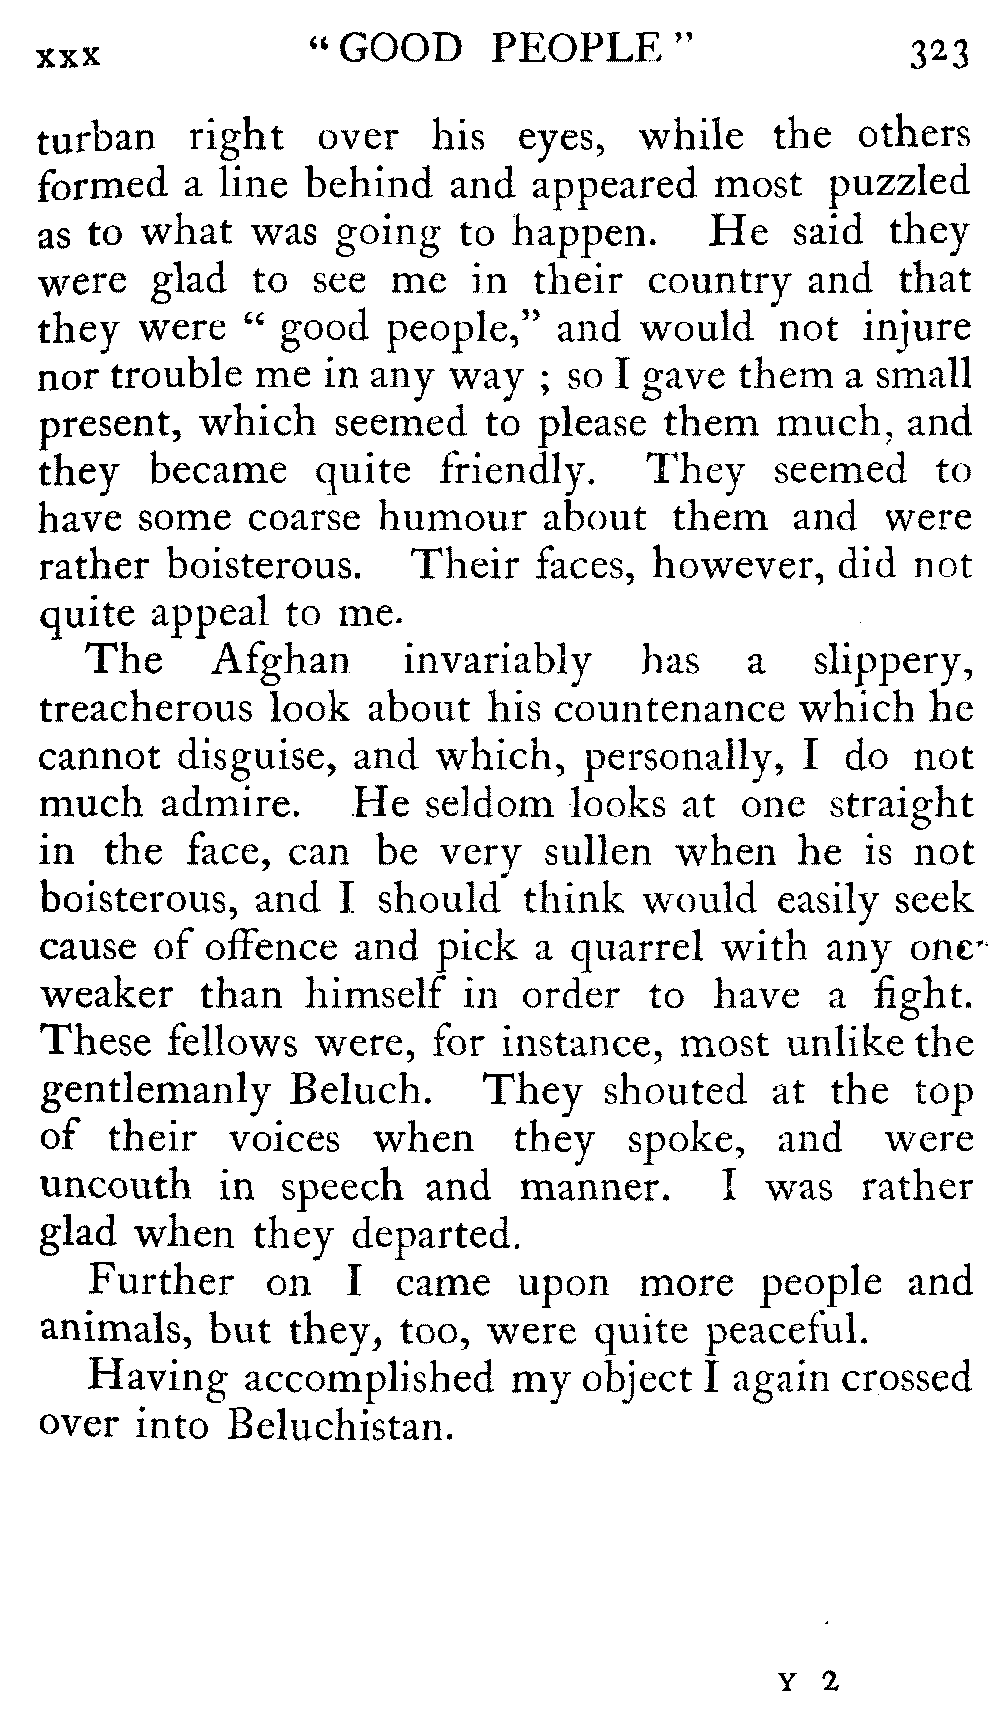 xxx "GOOD PEOPLE" 323
turban right over his eyes, while the others
formed a line behind and appeared most puzzled
as to what was going to happen. He said they
were glad to see me in their country and that
they were " good people," and would not injure
nor trouble me in any way ; so I gave them a small
present, which seemed to please them much, and
they became quite friendly. They seemed to
have some coarse humour about them and were
rather boisterous. Their faces, however, did not
quite appeal to me.
The Afghan invariably has a slippery,
treacherous look about his countenance which he
cannot disguise, and which, personally, I do not
much admire. He seldom looks at one straight
in the face, can be very sullen when he is not
boisterous, and I should think would easily seek
cause of offence and pick a quarrel with any one
weaker than himself in order to have a fight.
These fellows were, for instance, most unlike the
gentlemanly Beluch. They shouted at the top
of their voices when they spoke, and were
uncouth in speech and manner. I was rather
glad when they departed.
Further on I came upon more people and
animals, but they, too, were quite peaceful.
Having accomplished my object I again crossed
over into Beluchistan.
Y 2